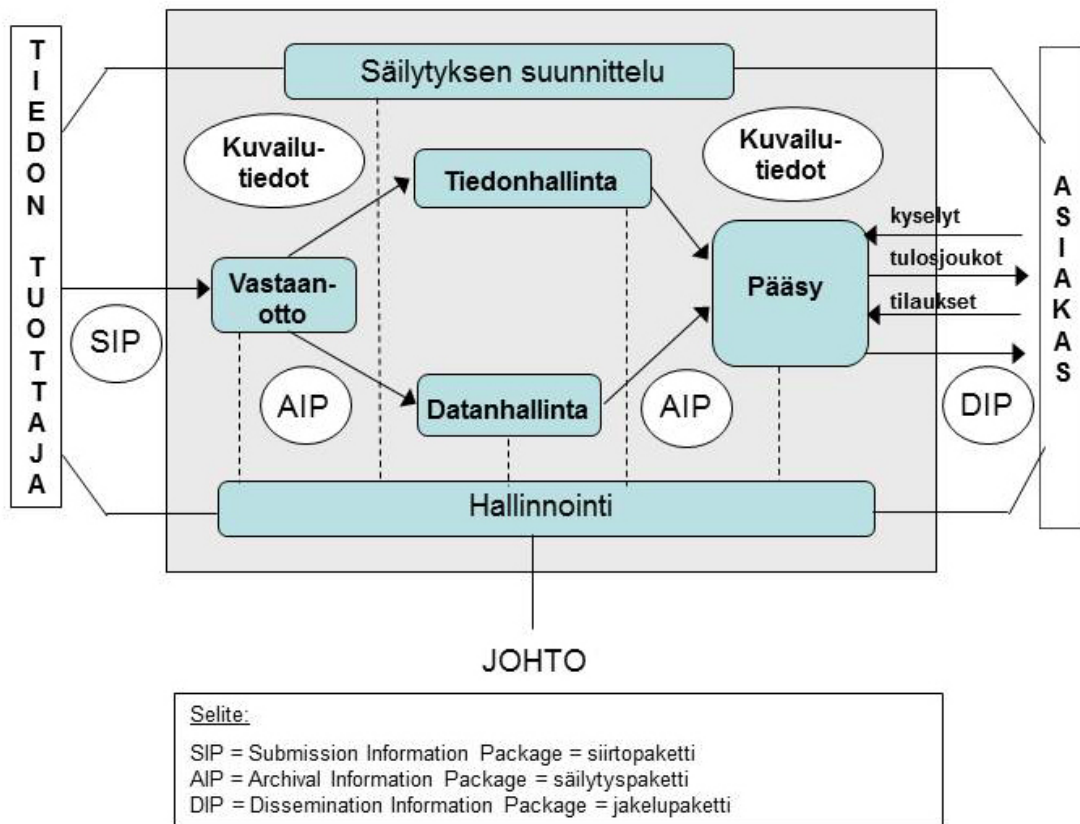 TIEDON TUOTTAJA
Säilytyksen suunnittelu
Kuvailu-
tiedot
Kuvailu-
tiedot
Tiedonhallinta
Vastaan-
otto
Pääsy
kyselyt
tulosjoukot
tilaukset
ASIAKAS
SIP
AIP
Datanhallinta
AIP
DIP
Hallinnointi
JOHTO
Selite:
SIP = Submission Information Package = siirtopaketti
AIP = Archival Information Package = säilytyspaketti
DIP = Dissemination Information Package = jakelupaketti